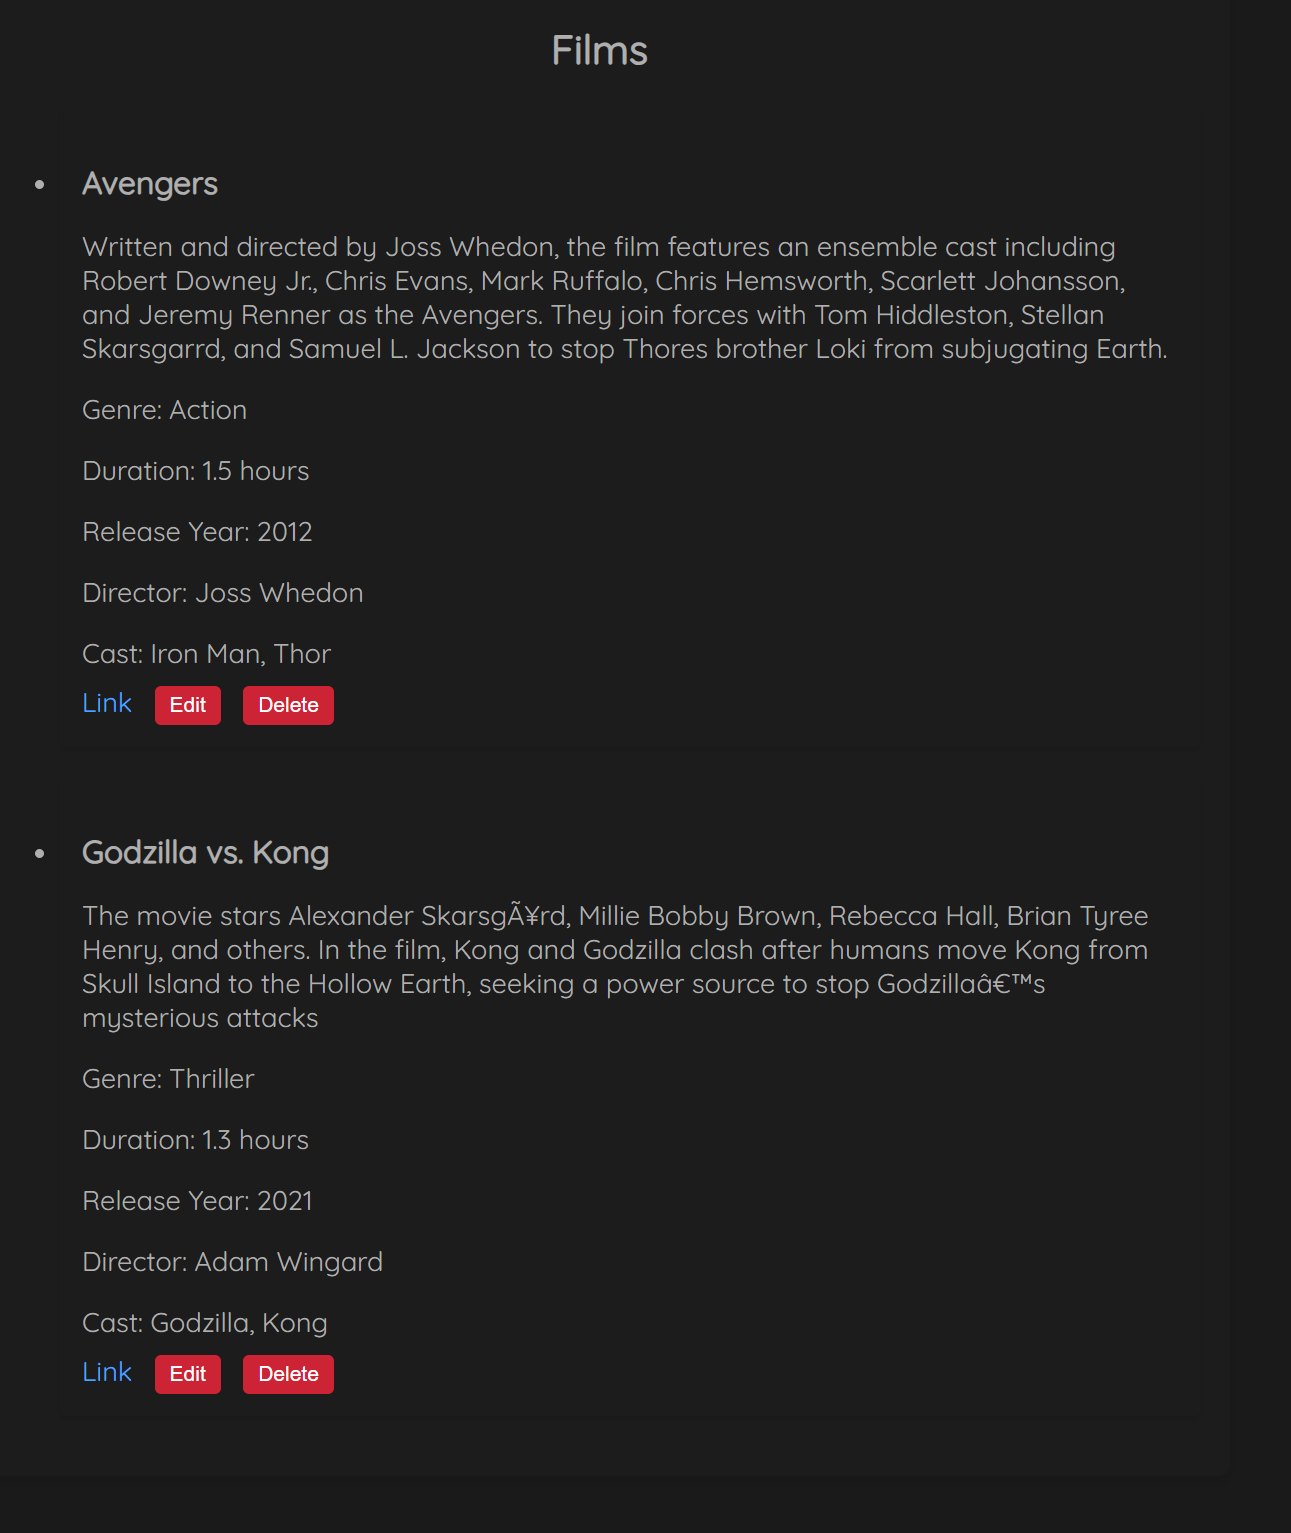 Films
Avengers
Written and directed by Joss Whedon, the film features an ensemble cast including
Robert Downey Jr., Chris Evans, Mark Ruffalo, Chris Hemsworth, Scarlett Johansson,
and Jeremy Renner as the Avengers. They join forces with Tom Hiddleston, Stellan
Skarsgarrd, and Samuel L. Jackson to stop Thores brother Loki from subjugating Earth.
Genre: Action
Duration: 1.5 hours
Release Year: 2012
Director: Joss Whedon
Cast: Iron Man, Thor
Link Edit Delete
Godzilla vs. Kong
The movie stars Alexander SkarsgÃ¥rd, Millie Bobby Brown, Rebecca Hall, Brian Tyree
Henry, and others. In the film, Kong and Godzilla clash after humans move Kong from
Skull Island to the Hollow Earth, seeking a power source to stop Godzillaâ€™s
mysterious attacks
Genre: Thriller
Duration: 1.3 hours
Release Year: 2021
Director: Adam Wingard
Cast: Godzilla, Kong
Link Edit Delete